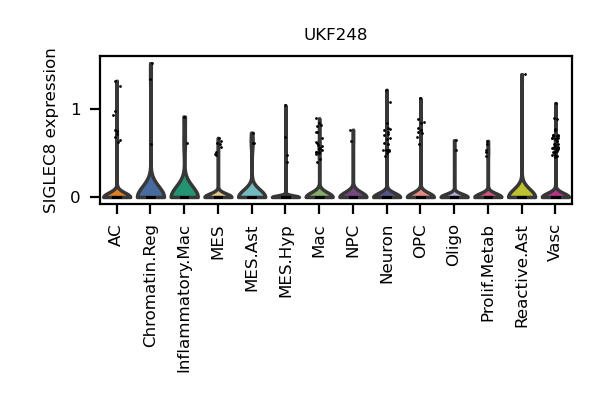 UKF248
SIGLEC8 expression
1
0
AC
Chromatin.Reg
Inflammatory.Mac
MES
MES.Ast
MES.Hyp
Mac
NPC
Neuron
OPC
Oligo
Prolif.Metab
Reactive.Ast
Vasc